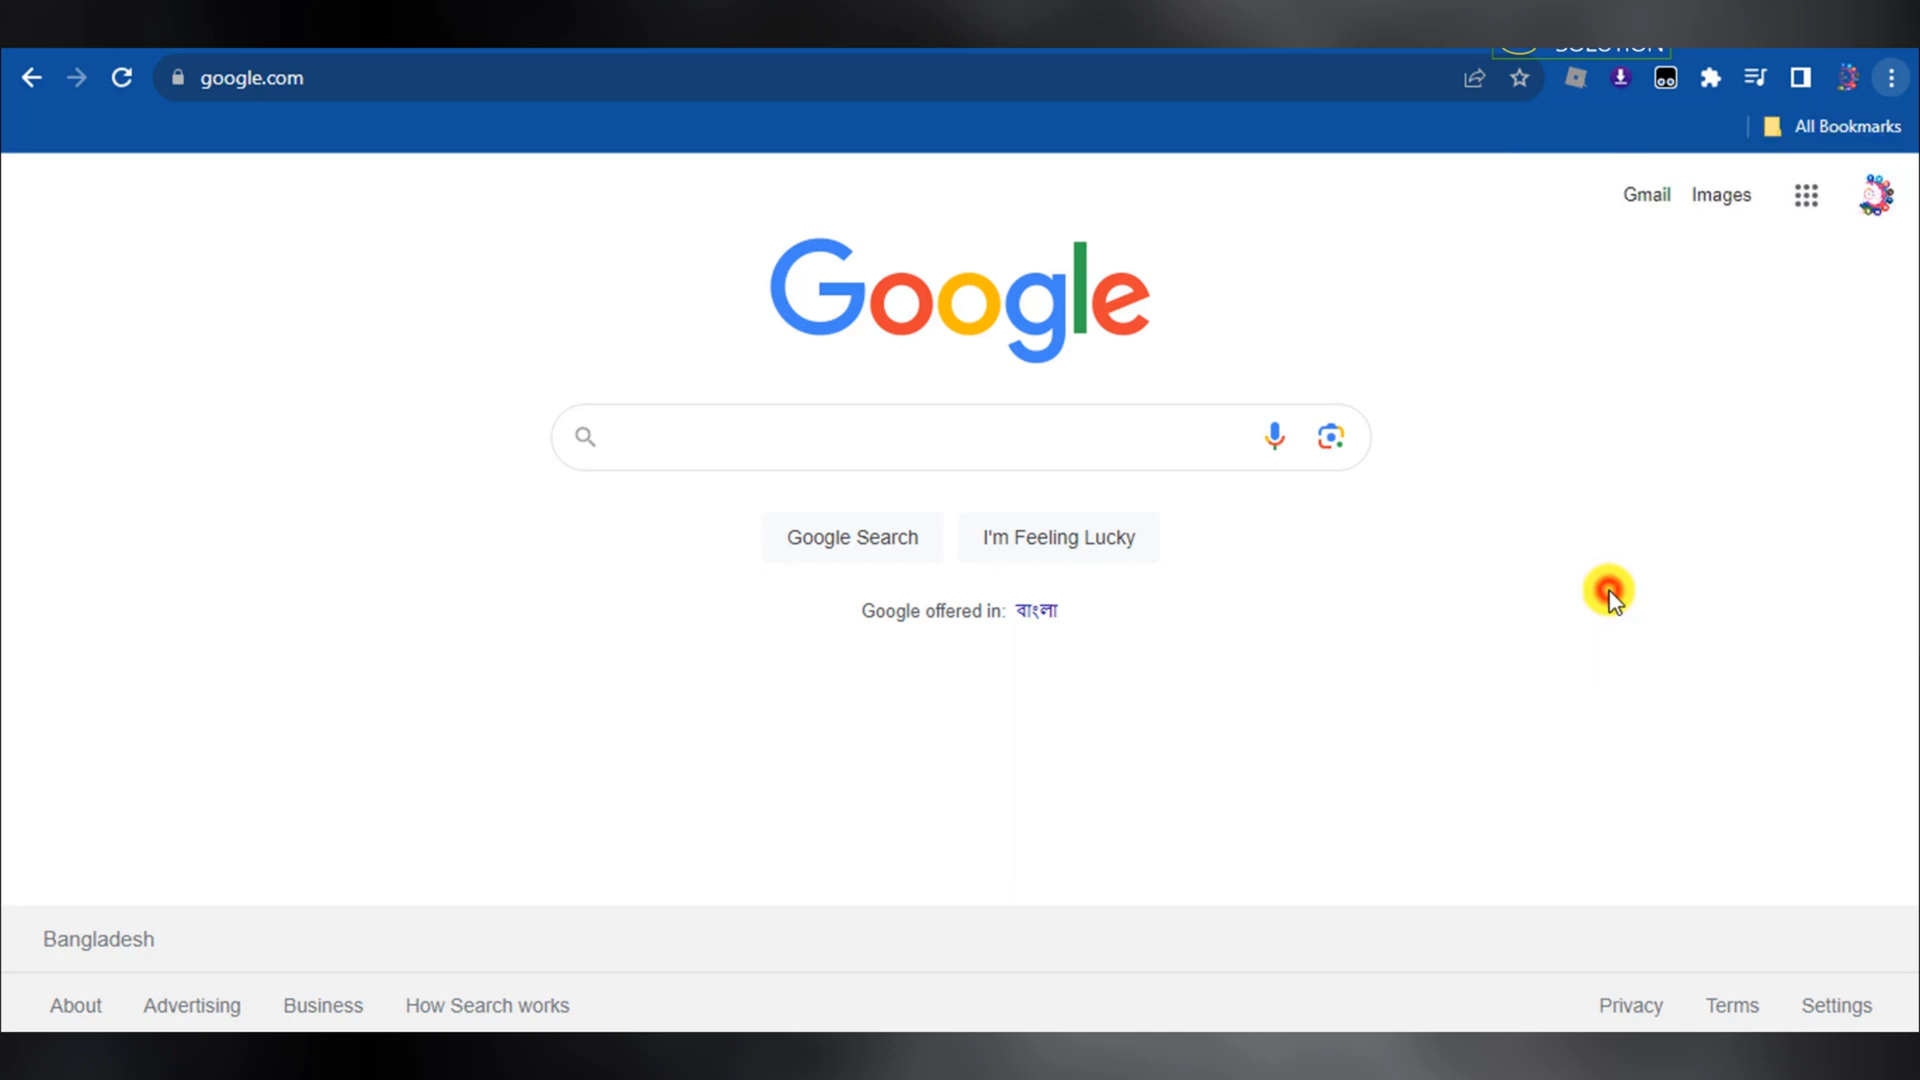 SOLUTION
google.com
All Bookmarks
Gmail Images
Google
Google Search I'm Feeling Lucky
Google offered in: বাংলা
Bangladesh
About Advertising Business How Search works Privacy Terms Settings